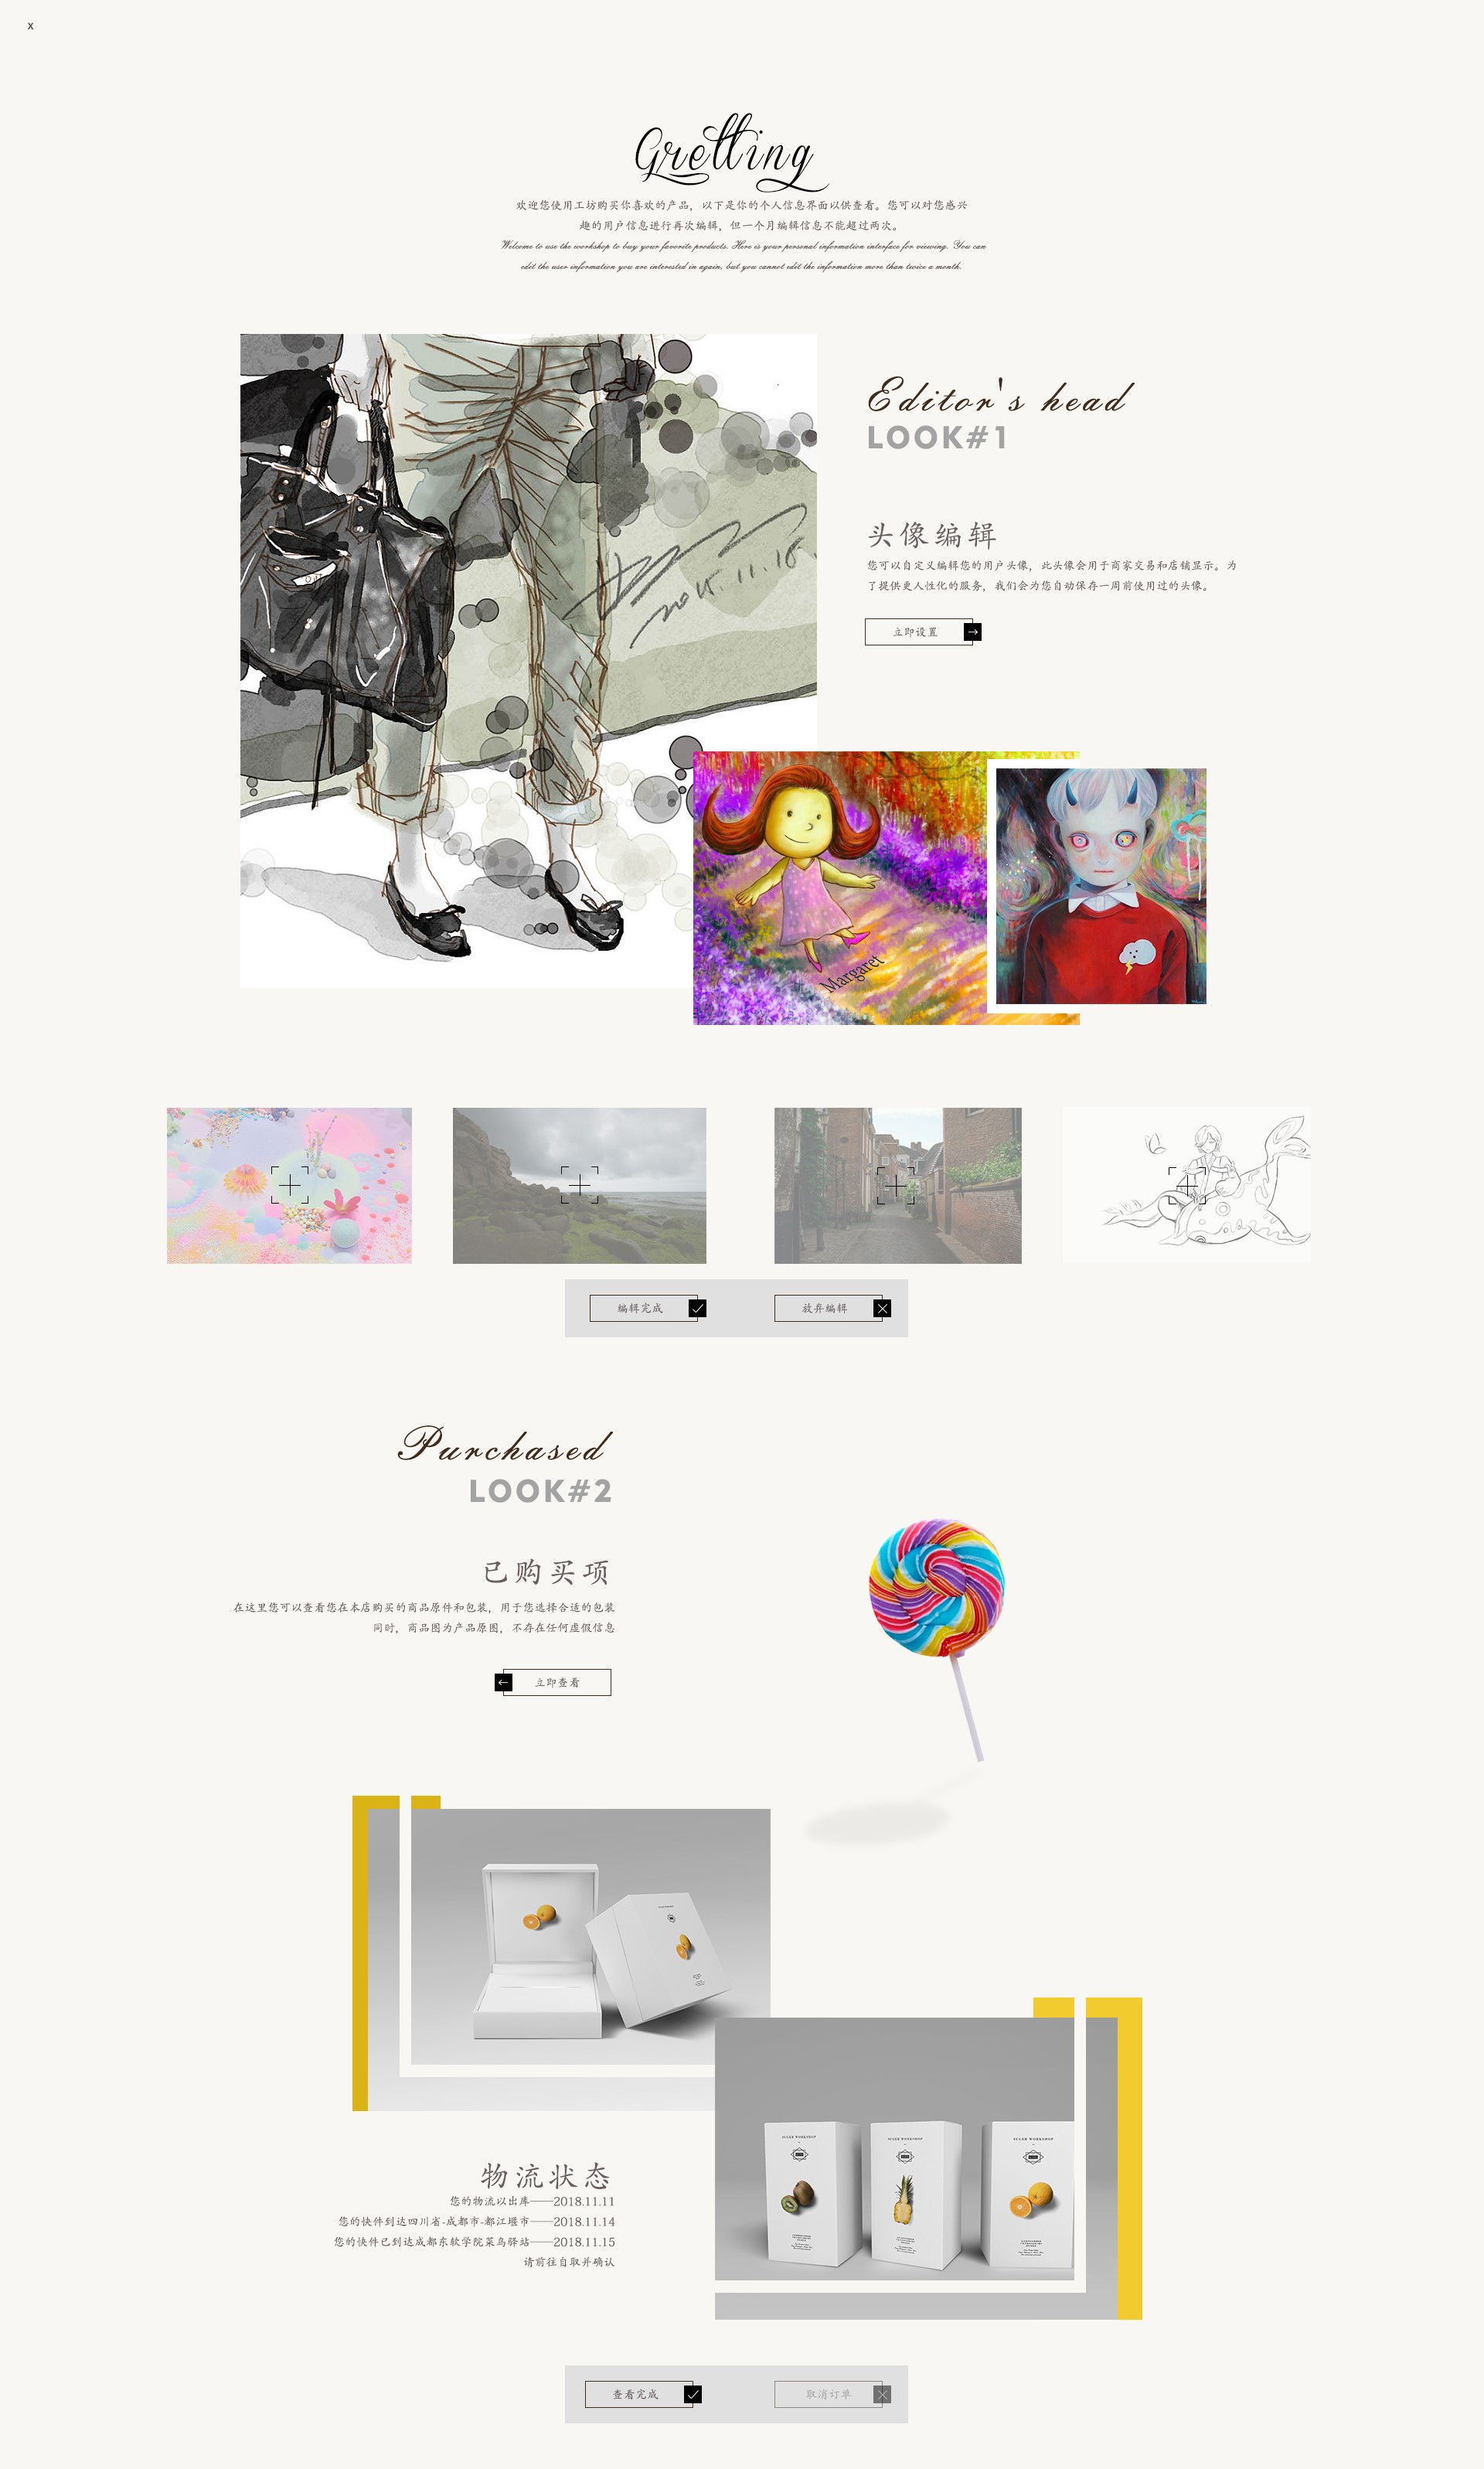 x
Gretting
欢迎您使用工坊购买你喜欢的产品，以下是你的个人信息界面以供查看。您可以对您感兴
趣的用户信息进行再次编辑，但一个月编辑信息不能超过两次。
Welcome to use the workshop to buy your favorite products. Here is your personal information interface for viewing. You can
edit the user information you are interested in again, but you cannot edit the information more than twice a month.
Editor's head
LOOK#1
头像编辑
您可以自定义编辑您的用户头像，此头像会用于商家交易和店铺显示。为
了提供更人性化的服务，我们会为您自动保存一周前使用过的头像。
立即设置
Margaret
编辑完成
放弃编辑
Purchased
LOOK#2
已购买项
在这里您可以查看您在本店购买的商品原件和包装，用于您选择合适的包装
同时，商品图为产品原图，不存在任何虚假信息
立即查看
物流状态
您的物流以出库——2018.11.11
您的快件到达四川省-成都市-都江堰市——2018.11.14
您的快件已到达成都东软学院菜鸟驿站——2018.11.15
请前往自取并确认
查看完成
取消订单